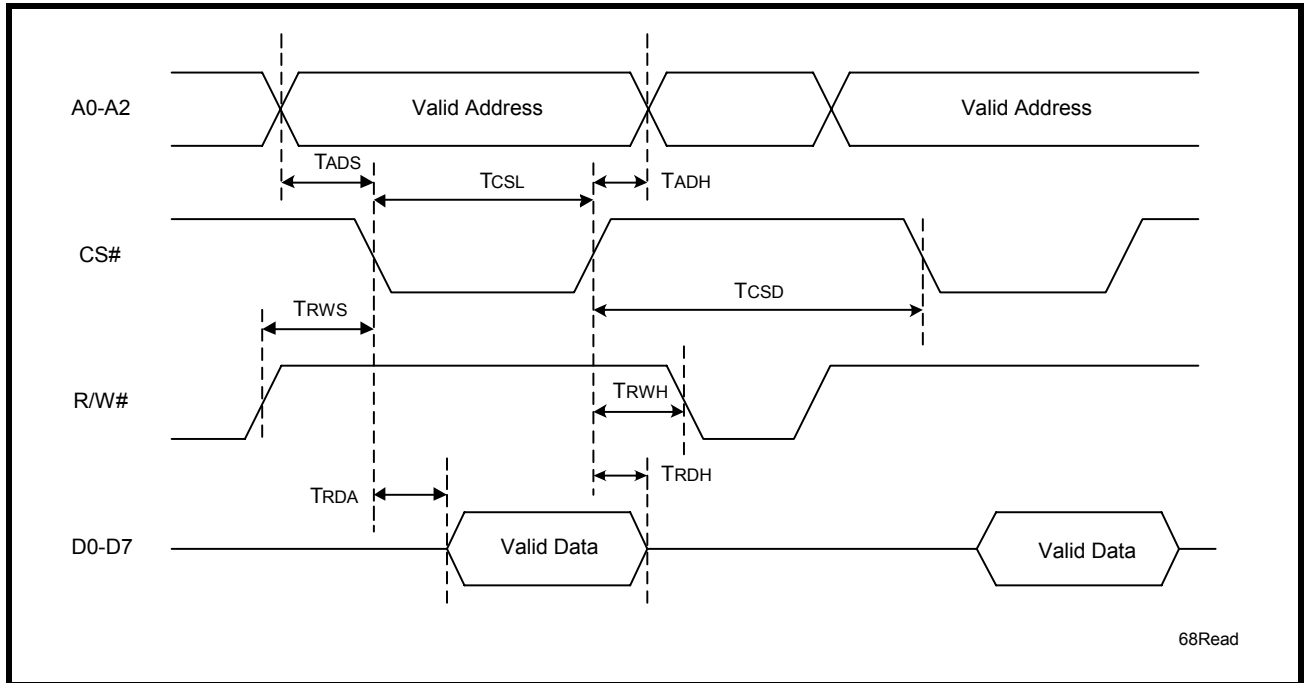 A0-A2
Valid Address
Valid Address
TADS
TCSL
TADH
CS#
TCSD
TRWS
R/W#
TRWH
TRDH
TRDA
D0-D7
Valid Data
Valid Data
68Read